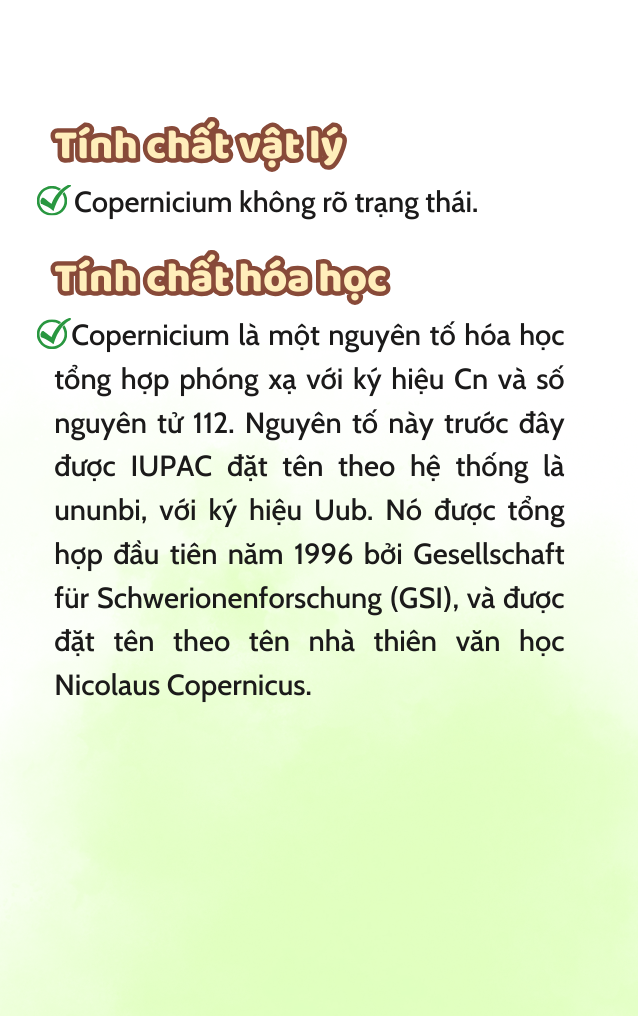 Tính chất vật lý
Copernicium không rõ trạng thái.
Tính chất hóa học
Copernicium là một nguyên tố hóa học
tổng hợp phóng xạ với ký hiệu Cn và số
nguyên tử 112. Nguyên tố này trước đây
được IUPAC đặt tên theo hệ thống là
ununbi, với ký hiệu Uub. Nó được tổng
hợp đầu tiên năm 1996 bởi Gesellschaft
für Schwerionenforschung (GSI), và được
đặt tên theo tên nhà thiên văn học
Nicolaus Copernicus.